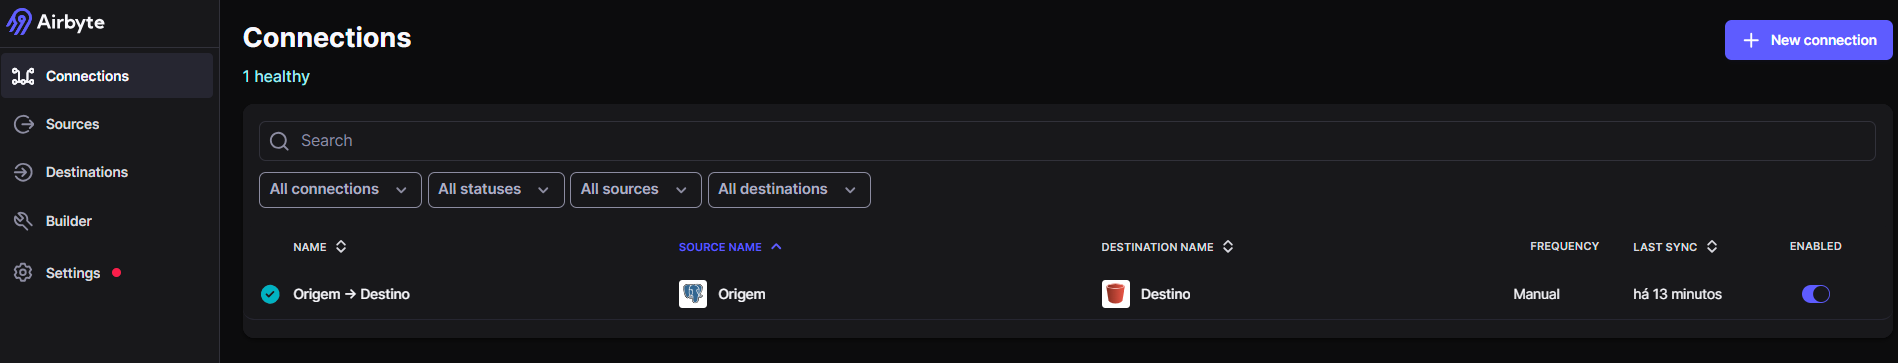 Airbyte
Connections
Sources
Destinations
Builder
Settings
Connections
1 healthy
New connection
Search
All connections All statuses All sources All destinations
NAME SOURCE NAME DESTINATION NAME FREQUENCY LAST SYNC ENABLED
Origem → Destino Origem Destino Manual há 13 minutos